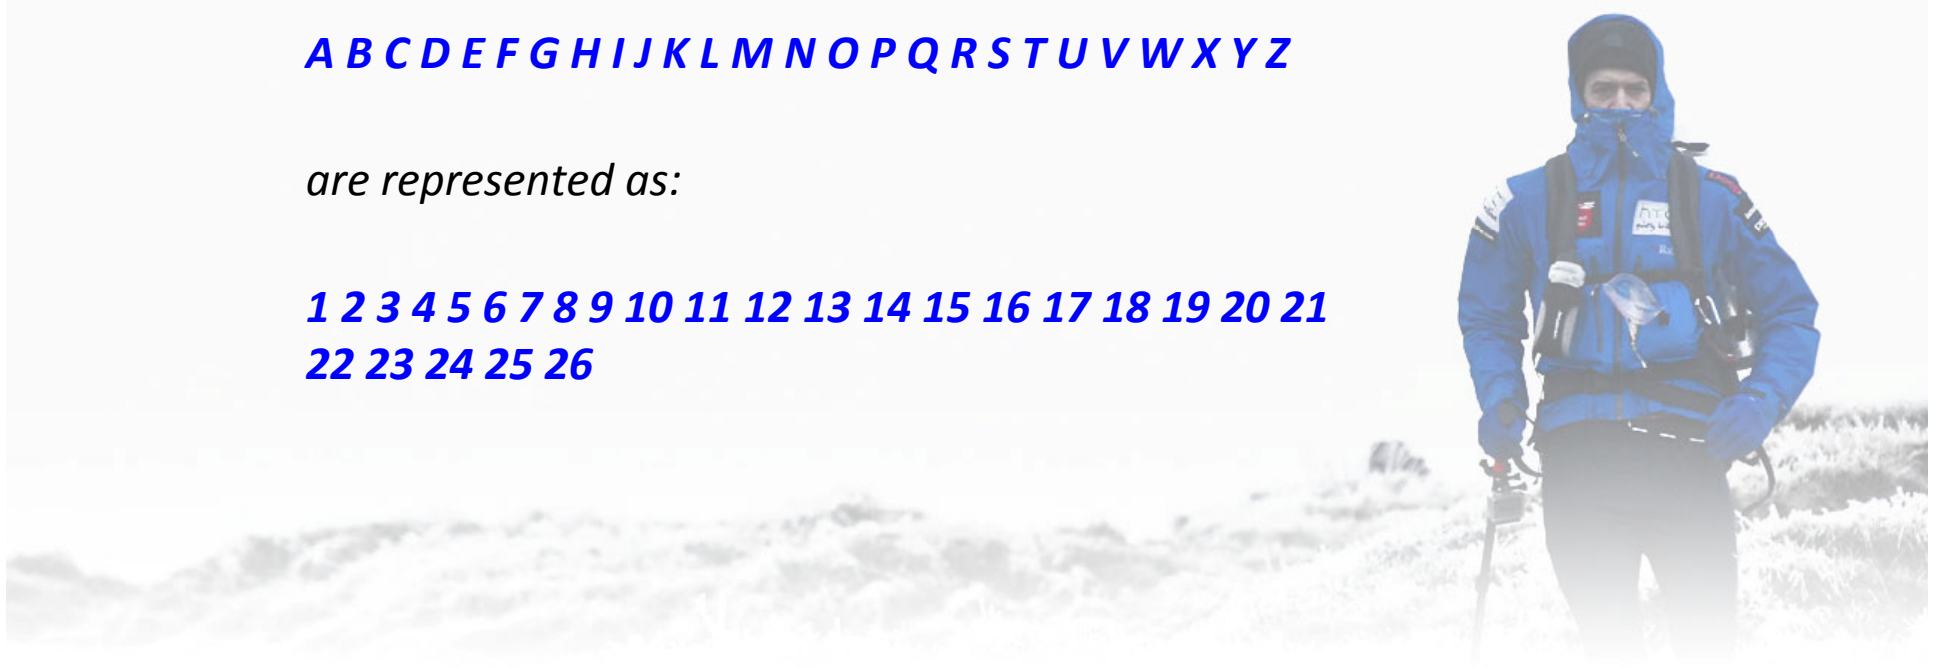 A B C D E F G H I J K L M N O P Q R S T U V W X Y Z
are represented as:
1 2 3 4 5 6 7 8 9 10 11 12 13 14 15 16 17 18 19 20 21
22 23 24 25 26